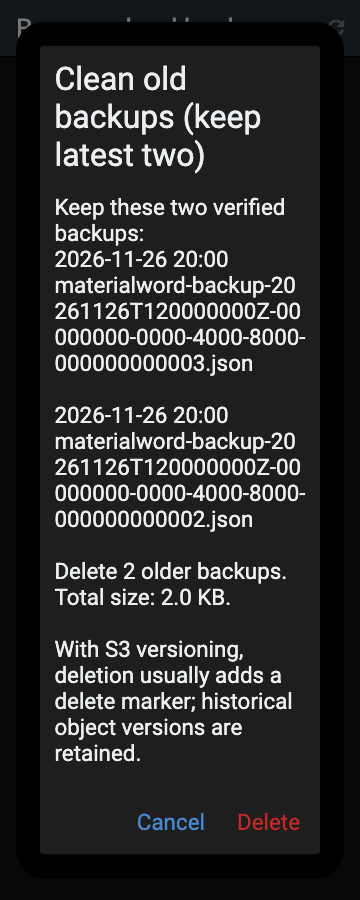 Clean old
backups (keep
latest two)
Keep these two verified
backups:
2026-11-26 20:00
materialword-backup-20
261126T120000000Z-00
000000-0000-4000-8000-
000000000003.json
2026-11-26 20:00
materialword-backup-20
261126T120000000Z-00
000000-0000-4000-8000-
000000000002.json
Delete 2 older backups.
Total size: 2.0 KB.
With S3 versioning,
deletion usually adds a
delete marker; historical
object versions are
retained.
Cancel Delete